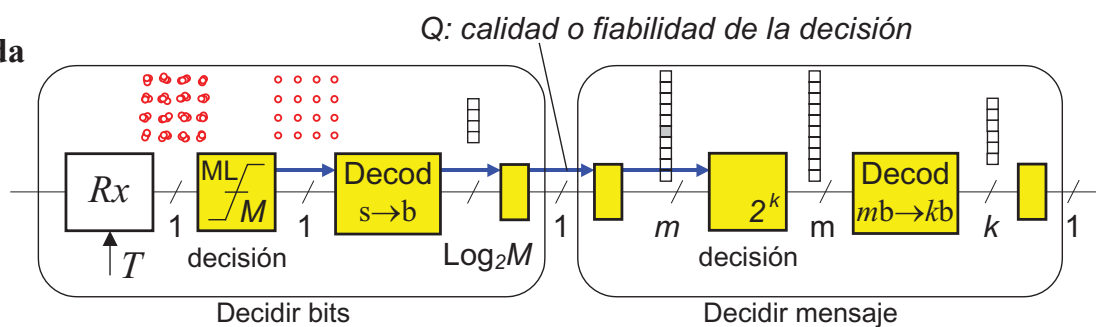 Q: calidad o fiabilidad de la decisión
da
Rx
T
1
ML
M
decisión
1
Decod
s→b
Log₂M
1
m
2ᵏ
decisión
m
Decod
mb→kb
k
1
Decidir bits
Decidir mensaje